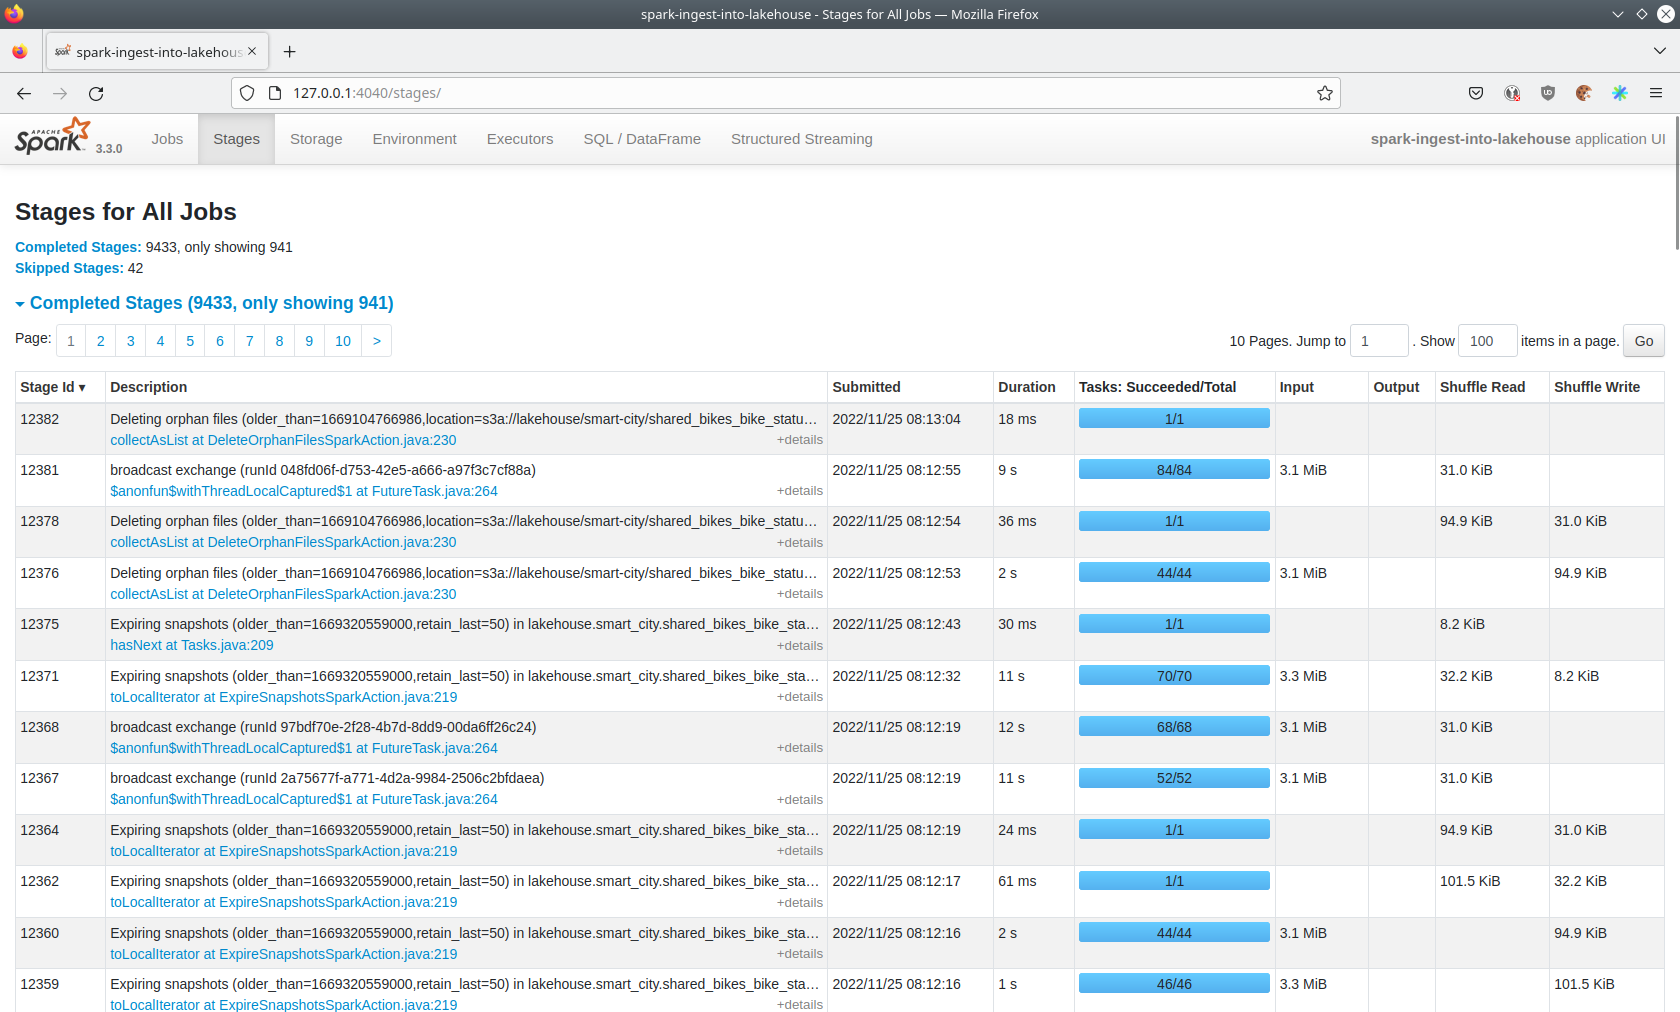 spark-ingest-into-lakehouse - Stages for All Jobs — Mozilla Firefox
spark-ingest-into-lakehous
127.0.0.1:4040/stages/
APACHE Spark 3.3.0 Jobs Stages Storage Environment Executors SQL / DataFrame Structured Streaming spark-ingest-into-lakehouse application UI
Stages for All Jobs
Completed Stages: 9433, only showing 941
Skipped Stages: 42
Completed Stages (9433, only showing 941)
Page: 1 2 3 4 5 6 7 8 9 10 > 10 Pages. Jump to 1 . Show 100 items in a page. Go
Stage Id ▾ Description Submitted Duration Tasks: Succeeded/Total Input Output Shuffle Read Shuffle Write
12382 Deleting orphan files (older_than=1669104766986,location=s3a://lakehouse/smart-city/shared_bikes_bike_statu... 2022/11/25 08:13:04 18 ms 1/1
collectAsList at DeleteOrphanFilesSparkAction.java:230 +details
12381 broadcast exchange (runId 048fd06f-d753-42e5-a666-a97f3c7cf88a) 2022/11/25 08:12:55 9 s 84/84 3.1 MiB 31.0 KiB
$anonfun$withThreadLocalCaptured$1 at FutureTask.java:264 +details
12378 Deleting orphan files (older_than=1669104766986,location=s3a://lakehouse/smart-city/shared_bikes_bike_statu... 2022/11/25 08:12:54 36 ms 1/1 94.9 KiB 31.0 KiB
collectAsList at DeleteOrphanFilesSparkAction.java:230 +details
12376 Deleting orphan files (older_than=1669104766986,location=s3a://lakehouse/smart-city/shared_bikes_bike_statu... 2022/11/25 08:12:53 2 s 44/44 3.1 MiB 94.9 KiB
collectAsList at DeleteOrphanFilesSparkAction.java:230 +details
12375 Expiring snapshots (older_than=1669320559000,retain_last=50) in lakehouse.smart_city.shared_bikes_bike_sta... 2022/11/25 08:12:43 30 ms 1/1 8.2 KiB
hasNext at Tasks.java:209 +details
12371 Expiring snapshots (older_than=1669320559000,retain_last=50) in lakehouse.smart_city.shared_bikes_bike_sta... 2022/11/25 08:12:32 11 s 70/70 3.3 MiB 32.2 KiB 8.2 KiB
toLocalIterator at ExpireSnapshotsSparkAction.java:219 +details
12368 broadcast exchange (runId 97bdf70e-2f28-4b7d-8dd9-00da6ff26c24) 2022/11/25 08:12:19 12 s 68/68 3.1 MiB 31.0 KiB
$anonfun$withThreadLocalCaptured$1 at FutureTask.java:264 +details
12367 broadcast exchange (runId 2a75677f-a771-4d2a-9984-2506c2bfdaea) 2022/11/25 08:12:19 11 s 52/52 3.1 MiB 31.0 KiB
$anonfun$withThreadLocalCaptured$1 at FutureTask.java:264 +details
12364 Expiring snapshots (older_than=1669320559000,retain_last=50) in lakehouse.smart_city.shared_bikes_bike_sta... 2022/11/25 08:12:19 24 ms 1/1 94.9 KiB 31.0 KiB
toLocalIterator at ExpireSnapshotsSparkAction.java:219 +details
12362 Expiring snapshots (older_than=1669320559000,retain_last=50) in lakehouse.smart_city.shared_bikes_bike_sta... 2022/11/25 08:12:17 61 ms 1/1 101.5 KiB 32.2 KiB
toLocalIterator at ExpireSnapshotsSparkAction.java:219 +details
12360 Expiring snapshots (older_than=1669320559000,retain_last=50) in lakehouse.smart_city.shared_bikes_bike_sta... 2022/11/25 08:12:16 2 s 44/44 3.1 MiB 94.9 KiB
toLocalIterator at ExpireSnapshotsSparkAction.java:219 +details
12359 Expiring snapshots (older_than=1669320559000,retain_last=50) in lakehouse.smart_city.shared_bikes_bike_sta... 2022/11/25 08:12:16 1 s 46/46 3.3 MiB 101.5 KiB
toLocalIterator at ExpireSnapshotsSparkAction.java:219 +details